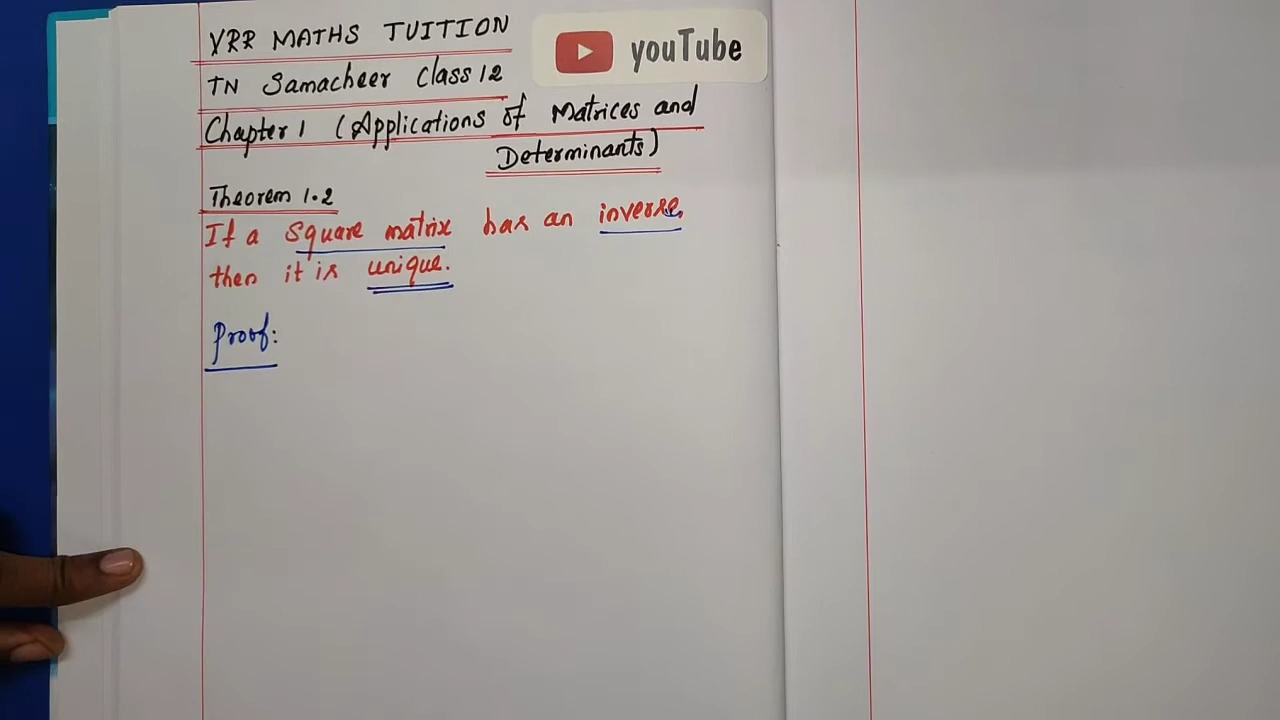 YRR MATHS TUITION
youTube
TN Samacheer Class 12
Chapter 1 (Applications of Matrices and
Determinants)
Theorem 1.2
If a square matrix has an inverse,
then it is unique.
Proof: